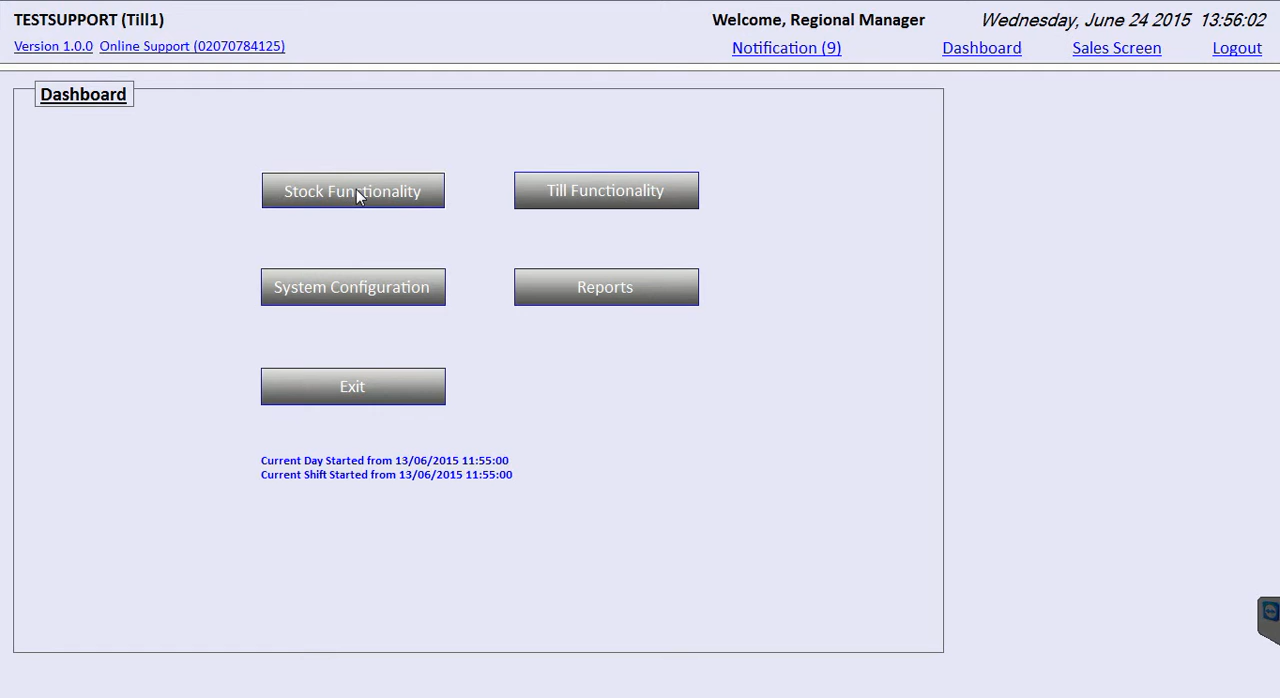 TESTSUPPORT (Till1)
Welcome, Regional Manager
Wednesday, June 24 2015 13:56:02
Version 1.0.0 Online Support (02070784125)
Notification (9)
Dashboard
Sales Screen
Logout
Dashboard
Stock Functionality
Till Functionality
System Configuration
Reports
Exit
Current Day Started from 13/06/2015 11:55:00
Current Shift Started from 13/06/2015 11:55:00